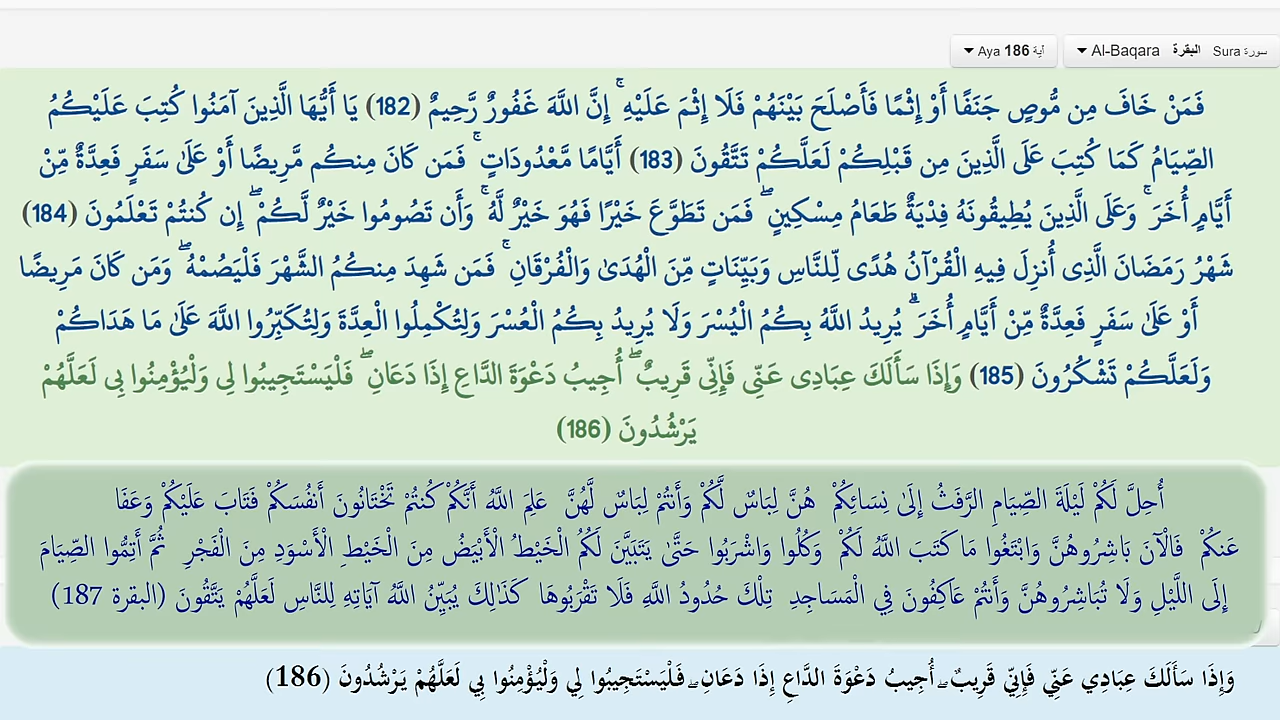 سورة Sura البقرة Al-Baqara
آية 186 Aya
فَمَنْ خَافَ مِن مُّوصٍ جَنَفًا أَوْ إِثْمًا فَأَصْلَحَ بَيْنَهُمْ فَلَا إِثْمَ عَلَيْهِ ۚ إِنَّ اللَّهَ غَفُورٌ رَّحِيمٌ (182) يَا أَيُّهَا الَّذِينَ آمَنُوا كُتِبَ عَلَيْكُمُ
الصِّيَامُ كَمَا كُتِبَ عَلَى الَّذِينَ مِن قَبْلِكُمْ لَعَلَّكُمْ تَتَّقُونَ (183) أَيَّامًا مَّعْدُودَاتٍ ۚ فَمَن كَانَ مِنكُم مَّرِيضًا أَوْ عَلَىٰ سَفَرٍ فَعِدَّةٌ مِّنْ
أَيَّامٍ أُخَرَ ۚ وَعَلَى الَّذِينَ يُطِيقُونَهُ فِدْيَةٌ طَعَامُ مِسْكِينٍ ۖ فَمَن تَطَوَّعَ خَيْرًا فَهُوَ خَيْرٌ لَّهُ ۚ وَأَن تَصُومُوا خَيْرٌ لَّكُمْ ۖ إِن كُنتُمْ تَعْلَمُونَ (184)
شَهْرُ رَمَضَانَ الَّذِى أُنزِلَ فِيهِ الْقُرْآنُ هُدًى لِّلنَّاسِ وَبَيِّنَاتٍ مِّنَ الْهُدَىٰ وَالْفُرْقَانِ ۚ فَمَن شَهِدَ مِنكُمُ الشَّهْرَ فَلْيَصُمْهُ ۖ وَمَن كَانَ مَرِيضًا
أَوْ عَلَىٰ سَفَرٍ فَعِدَّةٌ مِّنْ أَيَّامٍ أُخَرَ ۗ يُرِيدُ اللَّهُ بِكُمُ الْيُسْرَ وَلَا يُرِيدُ بِكُمُ الْعُسْرَ وَلِتُكْمِلُوا الْعِدَّةَ وَلِتُكَبِّرُوا اللَّهَ عَلَىٰ مَا هَدَاكُمْ
وَلَعَلَّكُمْ تَشْكُرُونَ (185) وَإِذَا سَأَلَكَ عِبَادِى عَنِّى فَإِنِّى قَرِيبٌ ۖ أُجِيبُ دَعْوَةَ الدَّاعِ إِذَا دَعَانِ ۖ فَلْيَسْتَجِيبُوا لِى وَلْيُؤْمِنُوا بِى لَعَلَّهُمْ
يَرْشُدُونَ (186)
أُحِلَّ لَكُمْ لَيْلَةَ الصِّيَامِ الرَّفَثُ إِلَىٰ نِسَائِكُمْ هُنَّ لِبَاسٌ لَّكُمْ وَأَنتُمْ لِبَاسٌ لَّهُنَّ عَلِمَ اللَّهُ أَنَّكُمْ كُنتُمْ تَخْتَانُونَ أَنفُسَكُمْ فَتَابَ عَلَيْكُمْ وَعَفَا
عَنكُمْ فَالْآنَ بَاشِرُوهُنَّ وَابْتَغُوا مَا كَتَبَ اللَّهُ لَكُمْ وَكُلُوا وَاشْرَبُوا حَتَّىٰ يَتَبَيَّنَ لَكُمُ الْخَيْطُ الْأَبْيَضُ مِنَ الْخَيْطِ الْأَسْوَدِ مِنَ الْفَجْرِ ثُمَّ أَتِمُّوا الصِّيَامَ
إِلَى اللَّيْلِ وَلَا تُبَاشِرُوهُنَّ وَأَنتُمْ عَاكِفُونَ فِي الْمَسَاجِدِ تِلْكَ حُدُودُ اللَّهِ فَلَا تَقْرَبُوهَا كَذَٰلِكَ يُبَيِّنُ اللَّهُ آيَاتِهِ لِلنَّاسِ لَعَلَّهُمْ يَتَّقُونَ (البقرة 187)
وَإِذَا سَأَلَكَ عِبَادِي عَنِّي فَإِنِّي قَرِيبٌ ۖ أُجِيبُ دَعْوَةَ الدَّاعِ إِذَا دَعَانِ ۖ فَلْيَسْتَجِيبُوا لِي وَلْيُؤْمِنُوا بِي لَعَلَّهُمْ يَرْشُدُونَ (186)